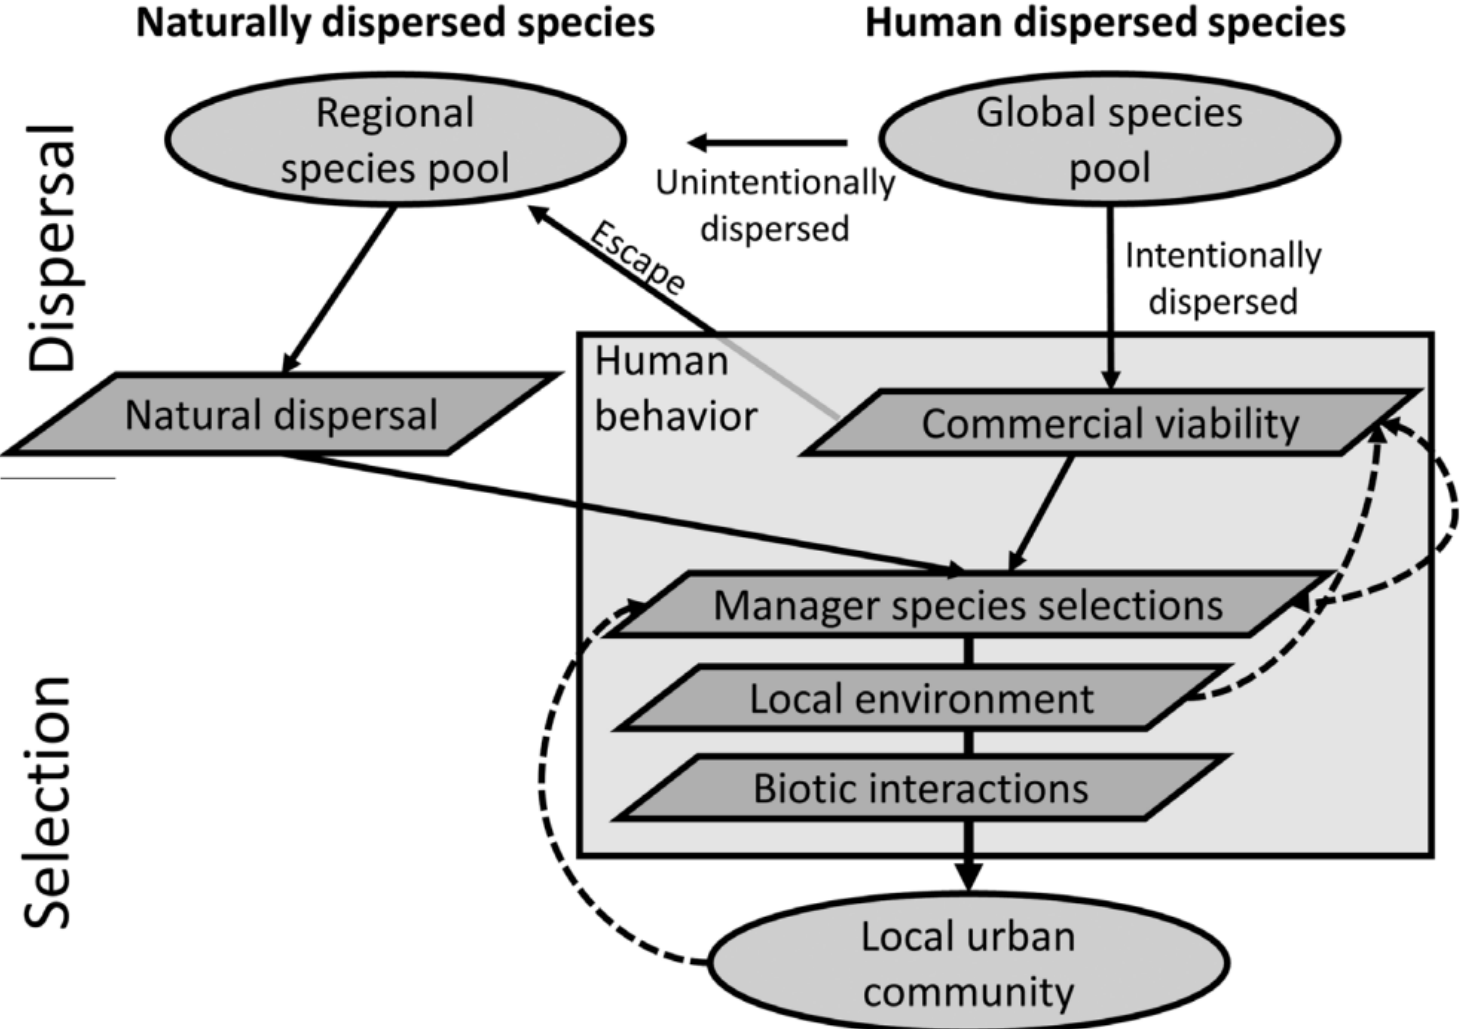 Naturally dispersed species
Human dispersed species
Dispersal
Regional
species pool
Global species
pool
Unintentionally
dispersed
Escape
Intentionally
dispersed
Human
behavior
Natural dispersal
Commercial viability
Selection
Manager species selections
Local environment
Biotic interactions
Local urban
community